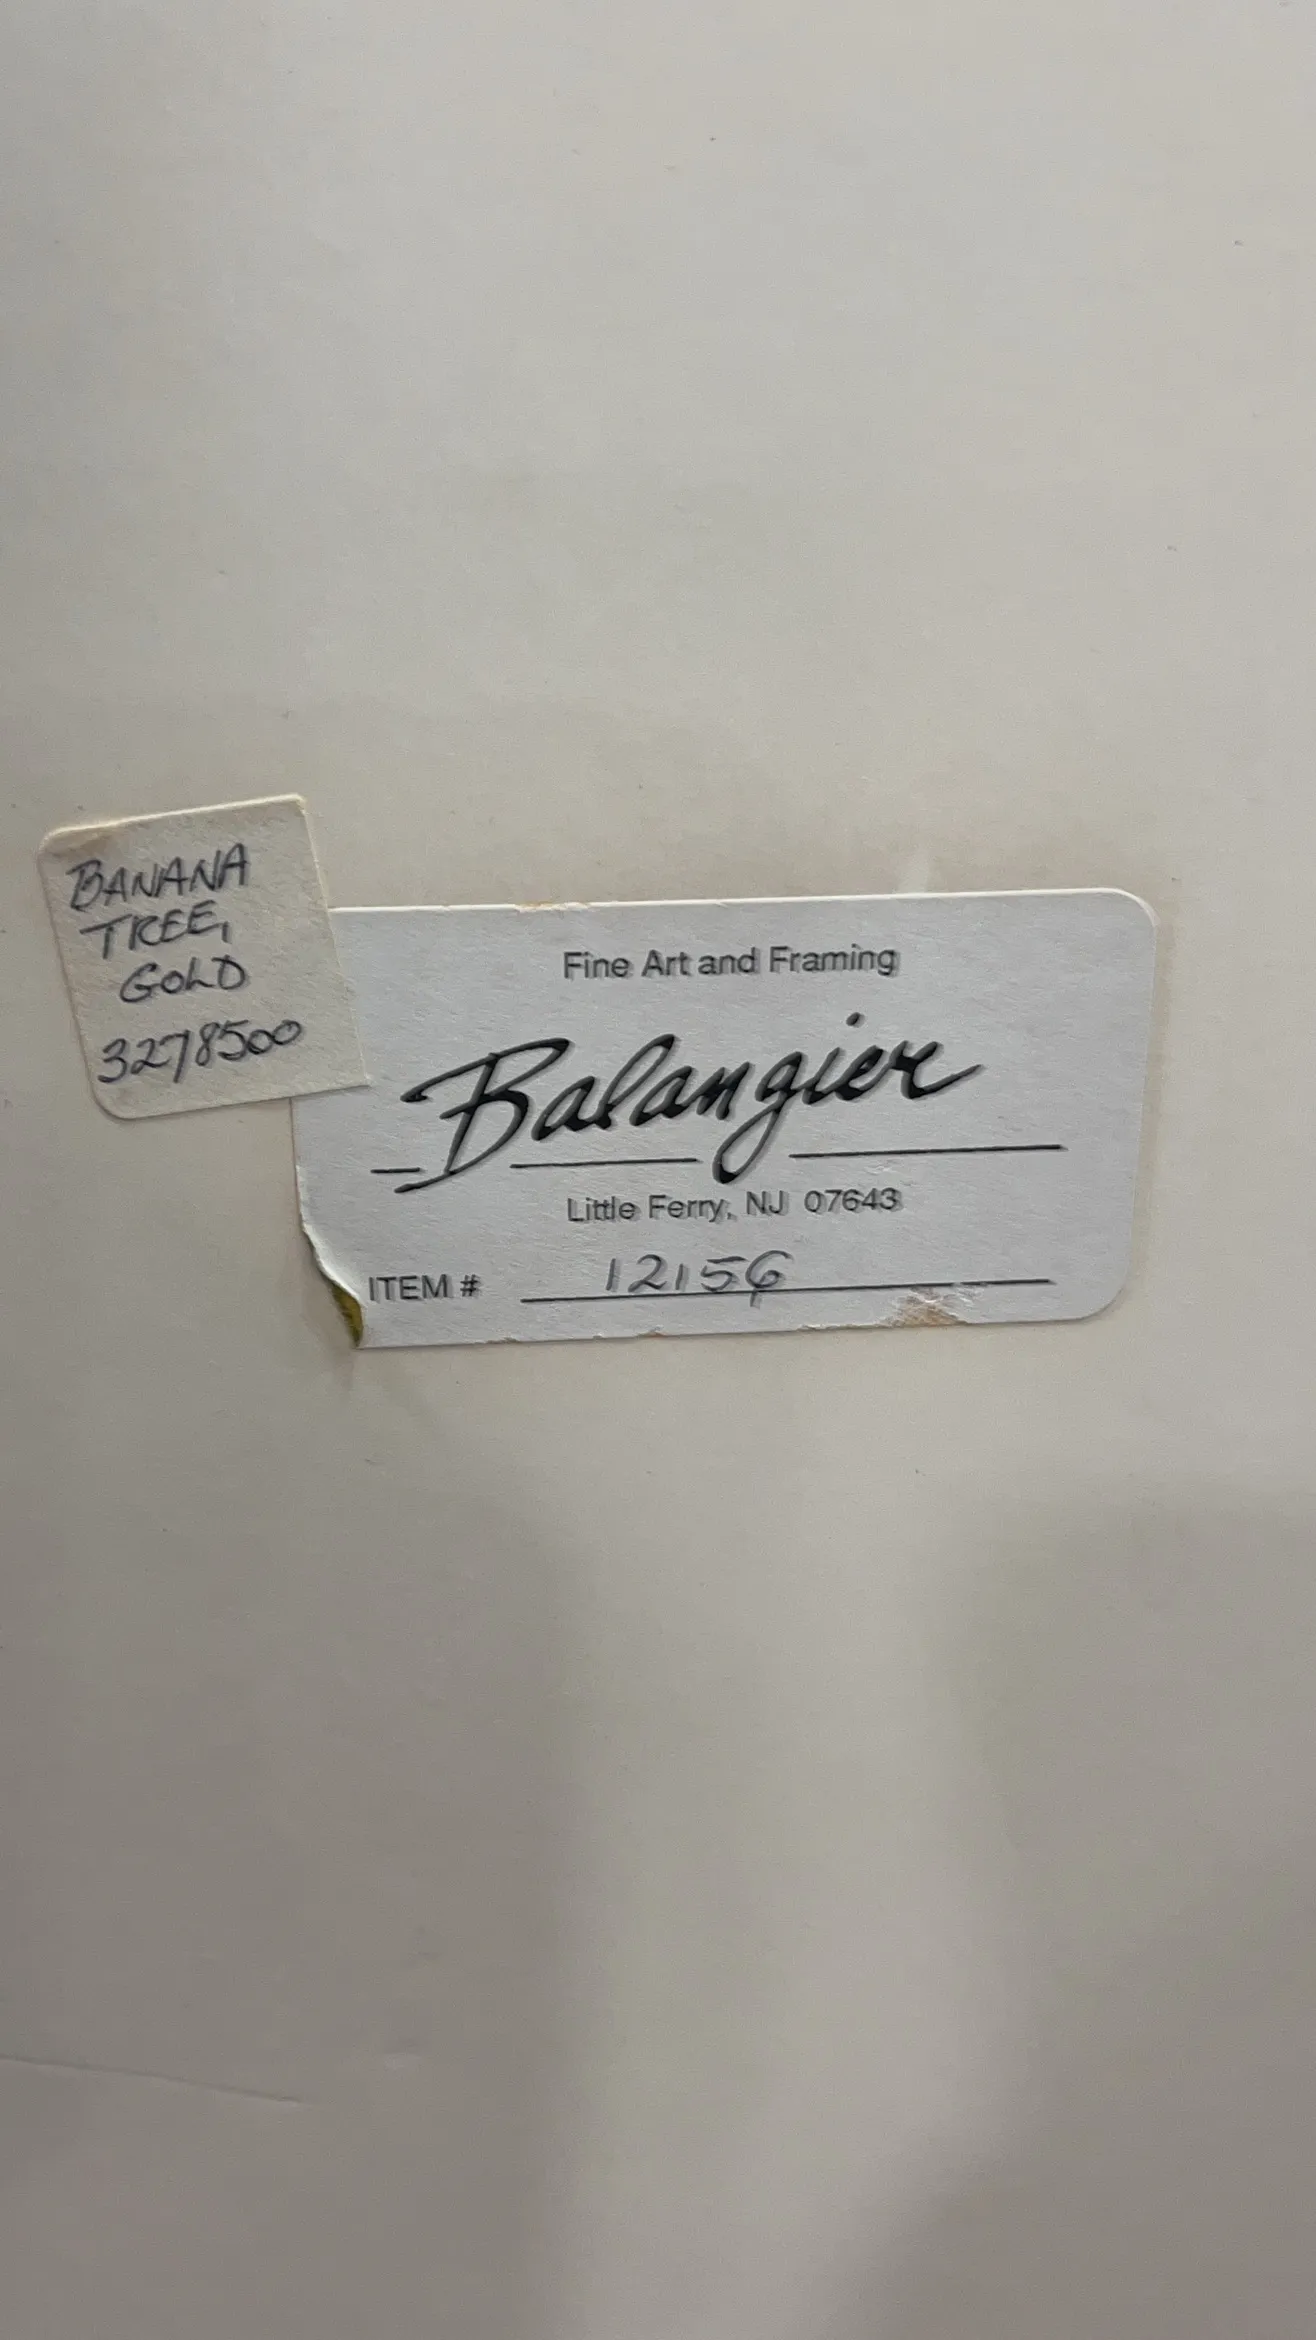 BANANA
TREE,
GOLD
3278500
Fine Art and Framing
Balangier
Little Ferry, NJ 07643
ITEM # 12156